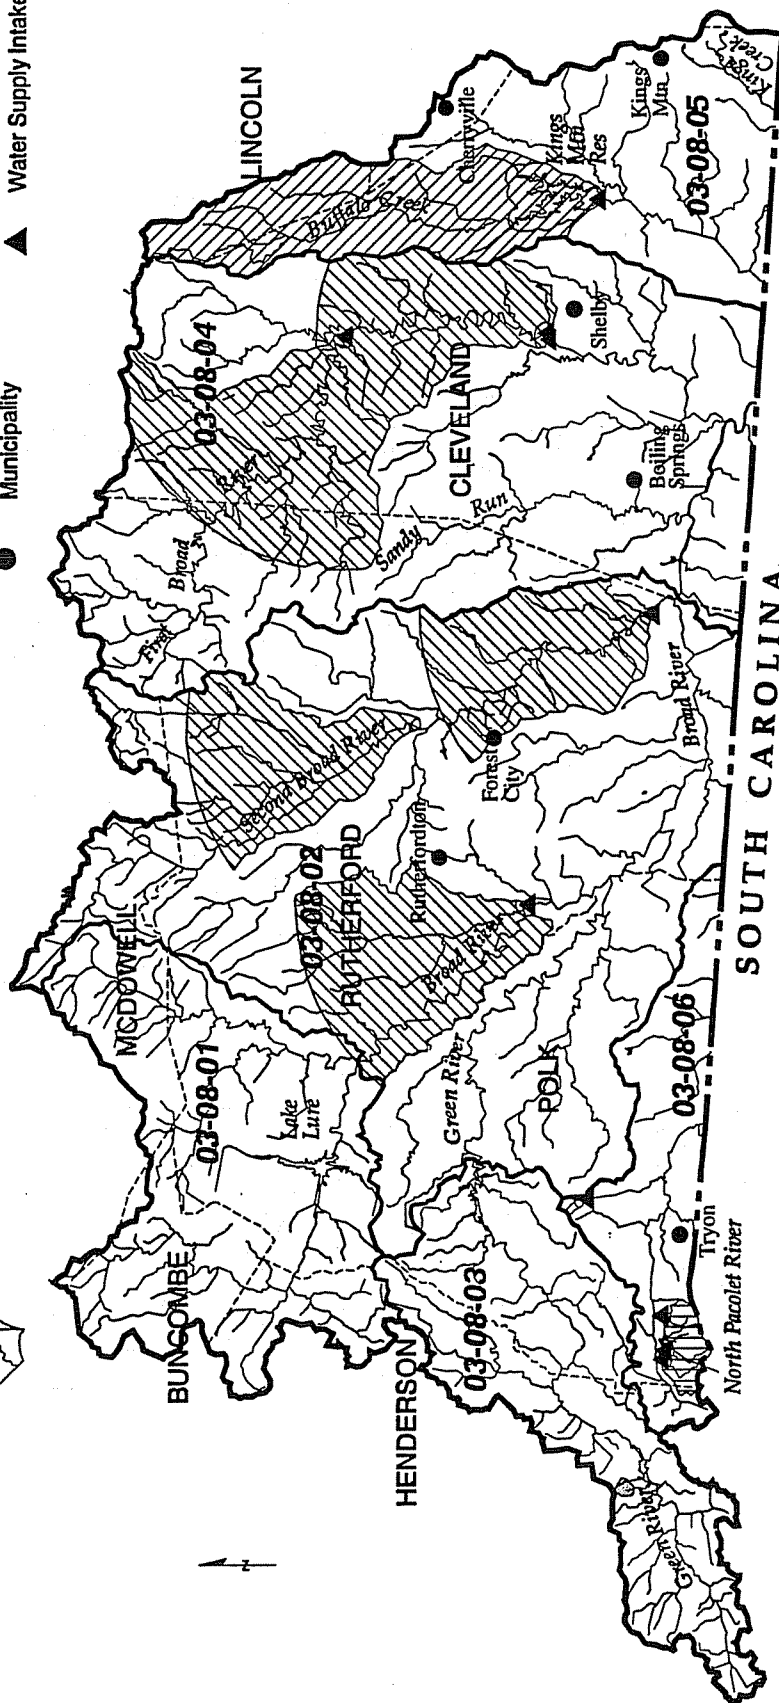 Municipality
Water Supply Intake
LINCOLN
MCDOWELL
BUNCOMBE
HENDERSON
RUTHERFORD
CLEVELAND
POLK
03-08-01
03-08-02
03-08-03
03-08-04
03-08-05
03-08-06
First
Broad
River
Second Broad River
Buffalo Creek
Cherryville
Kings
Mtn
Res
Kings
Mtn
Kings
Creek
Shelby
Boiling
Springs
Sandy
Run
Forest
City
Rutherfordton
Broad River
Broad River
Lake
Lure
Green River
Green River
Tryon
North Pacolet River
N
SOUTH CAROLINA